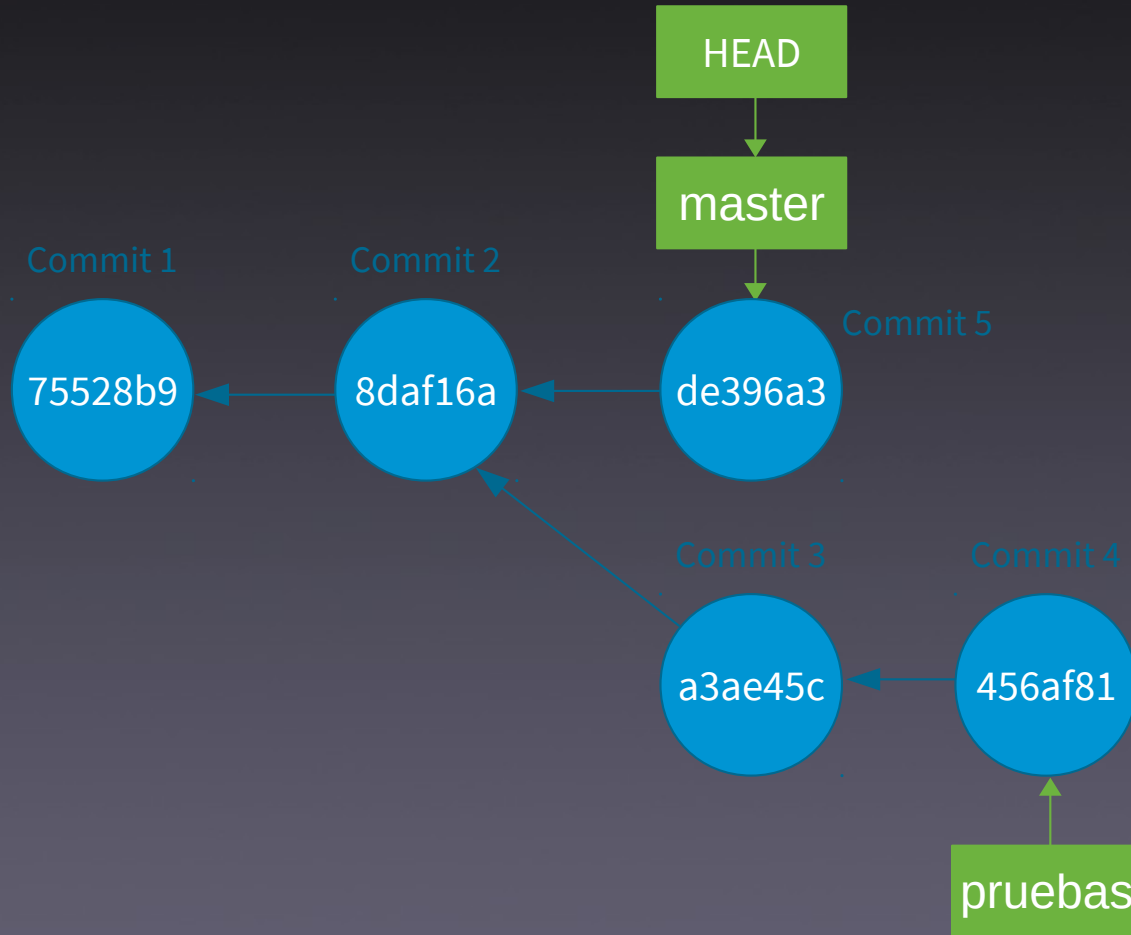 HEAD
master
Commit 1
Commit 2
Commit 5
75528b9
8daf16a
de396a3
Commit 3
Commit 4
a3ae45c
456af81
pruebas